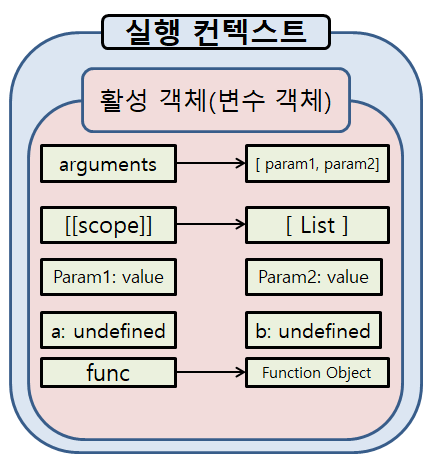 실행 컨텍스트
활성 객체(변수 객체)
arguments
[ param1, param2]
[[scope]]
[ List ]
Param1: value
Param2: value
a: undefined
b: undefined
func
Function Object